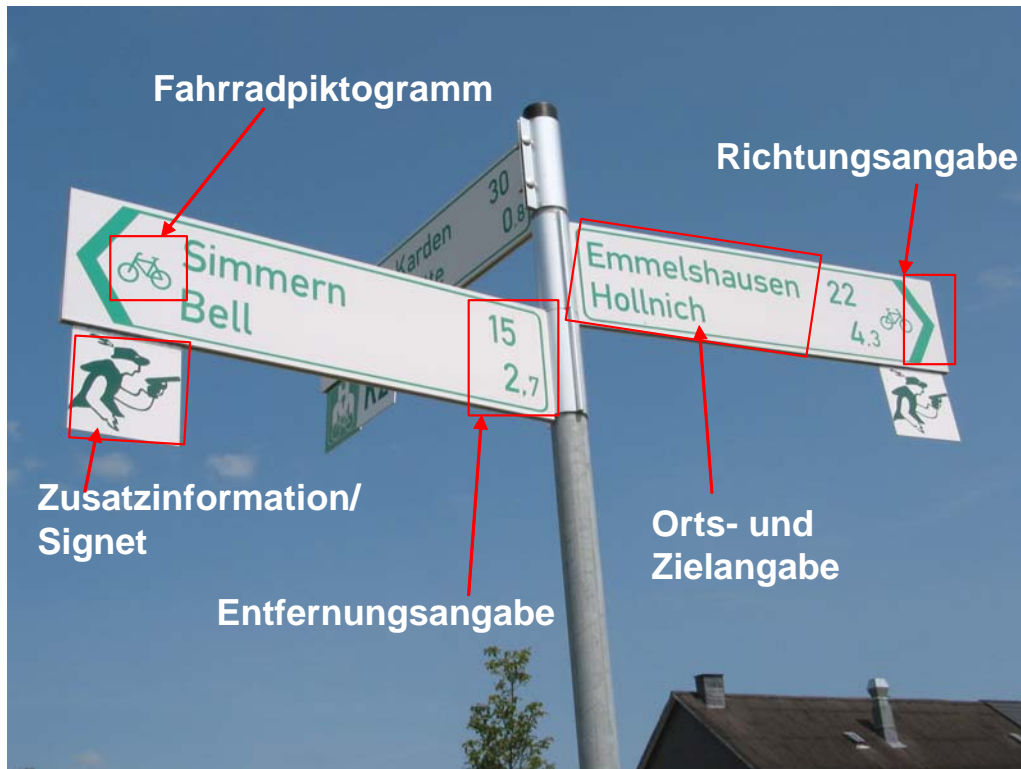 Fahrradpiktogramm
Richtungsangabe
30
Karden
0.8
Simmern
Bell
15
2.7
Emmelshausen
Hollnich
22
4.3
Zusatzinformation/
Signet
Orts- und
Zielangabe
Entfernungsangabe